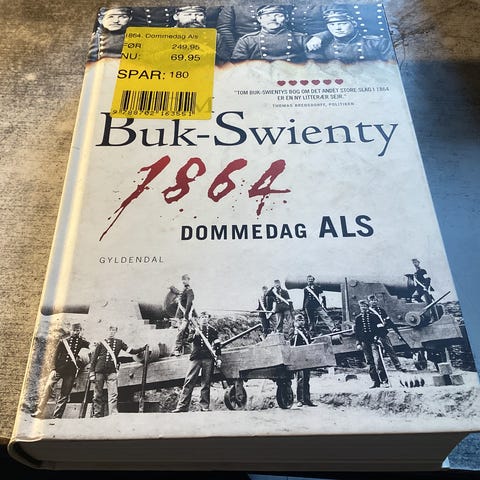 1864. Dommedag Als
FØR 249,95
NU: 69,95
SPAR: 180
9788702163551
"TOM BUK-SWIENTYS BOG OM DET ANDET STORE SLAG I 1864
ER EN NY LITTERÆR SEJR."
THOMAS BREDSDORFF, POLITIKEN
M
Buk-Swienty
1864
DOMMEDAG ALS
GYLDENDAL